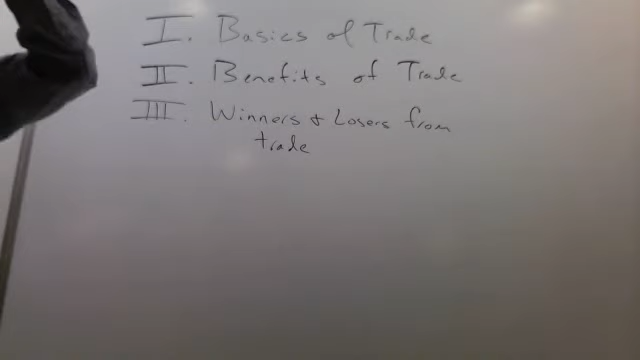 I. Basics of Trade
II. Benefits of Trade
III. Winners & Losers from
trade